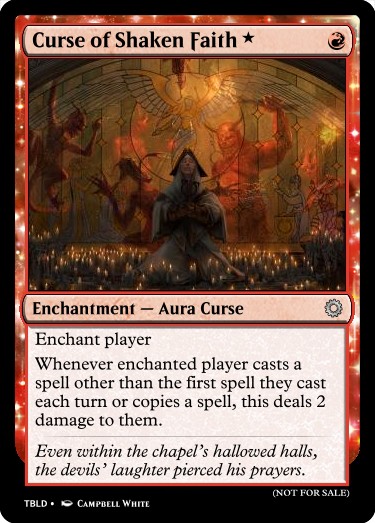 Curse of Shaken Faith ★
Enchantment — Aura Curse
Enchant player
Whenever enchanted player casts a
spell other than the first spell they cast
each turn or copies a spell, this deals 2
damage to them.
Even within the chapel's hallowed halls,
the devils' laughter pierced his prayers.
(NOT FOR SALE)
TBLD • Campbell White